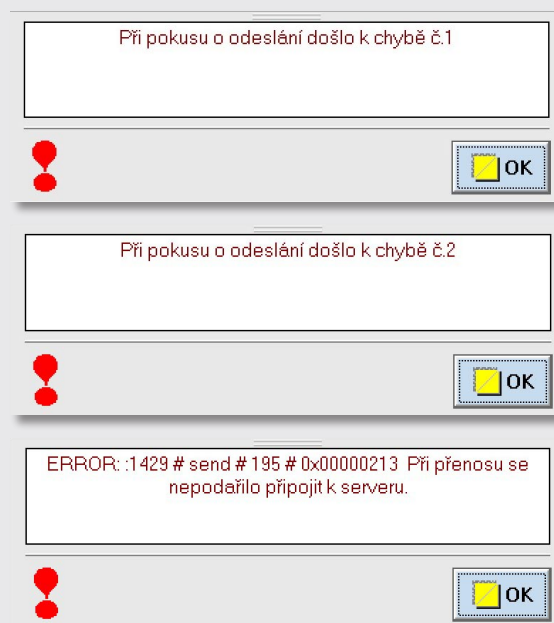 Při pokusu o odeslání došlo k chybě č.1
OK
Při pokusu o odeslání došlo k chybě č.2
OK
ERROR: :1429 # send # 195 # 0x00000213 Při přenosu se
nepodařilo připojit k serveru.
OK